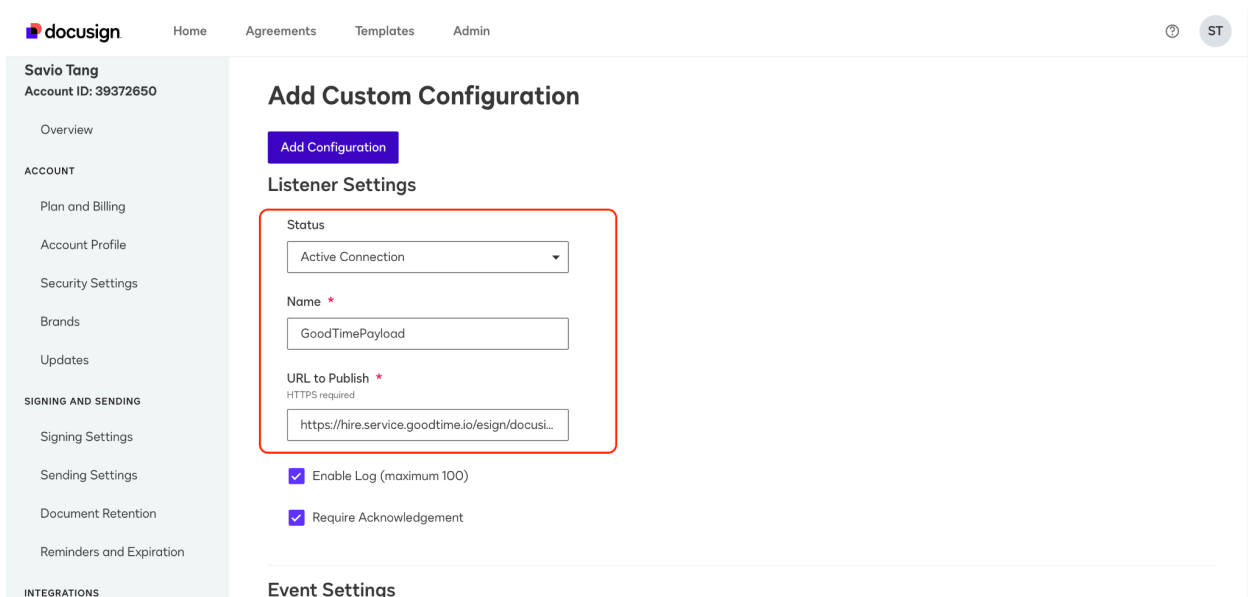 docusign
Home
Agreements
Templates
Admin
ST
Savio Tang
Account ID: 39372650
Overview
ACCOUNT
Plan and Billing
Account Profile
Security Settings
Brands
Updates
SIGNING AND SENDING
Signing Settings
Sending Settings
Document Retention
Reminders and Expiration
INTEGRATIONS
Add Custom Configuration
Add Configuration
Listener Settings
Status
Active Connection
Name *
GoodTimePayload
URL to Publish *
HTTPS required
https://hire.service.goodtime.io/esign/docusi...
Enable Log (maximum 100)
Require Acknowledgement
Event Settings